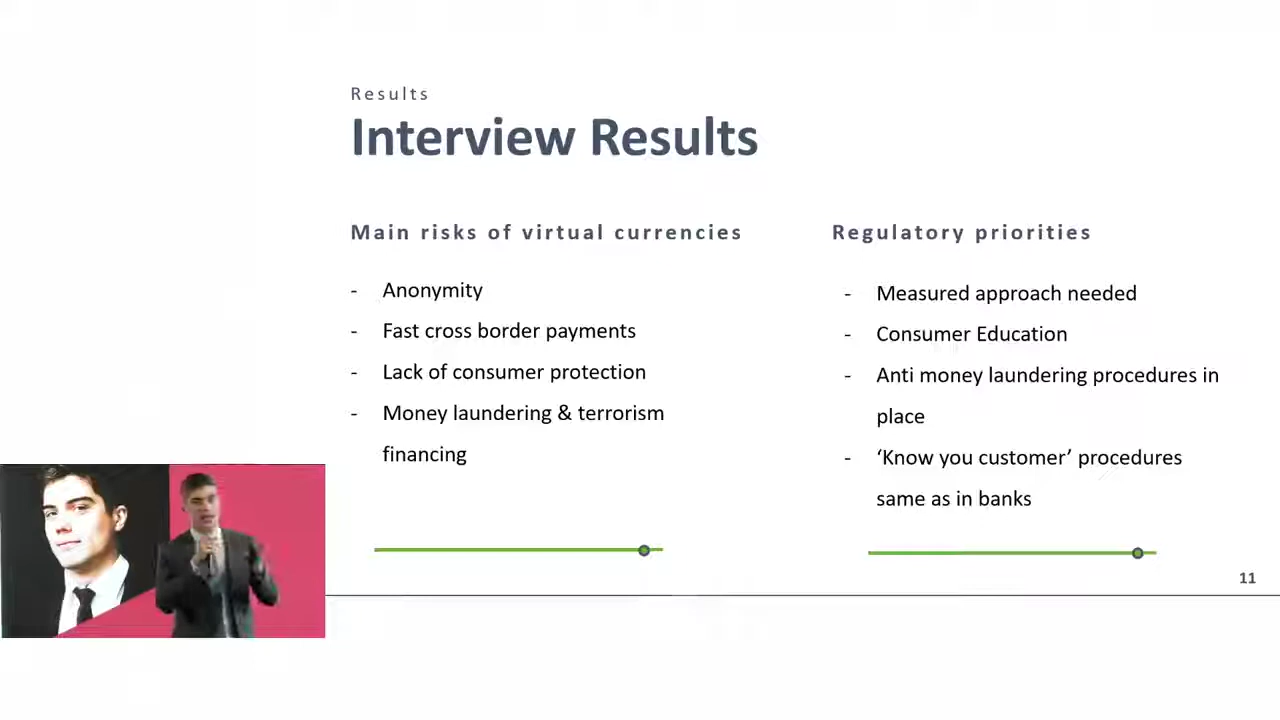 Results
Interview Results
Main risks of virtual currencies
- Anonymity
- Fast cross border payments
- Lack of consumer protection
- Money laundering & terrorism
financing
Regulatory priorities
- Measured approach needed
- Consumer Education
- Anti money laundering procedures in
place
- ‘Know you customer’ procedures
same as in banks
11